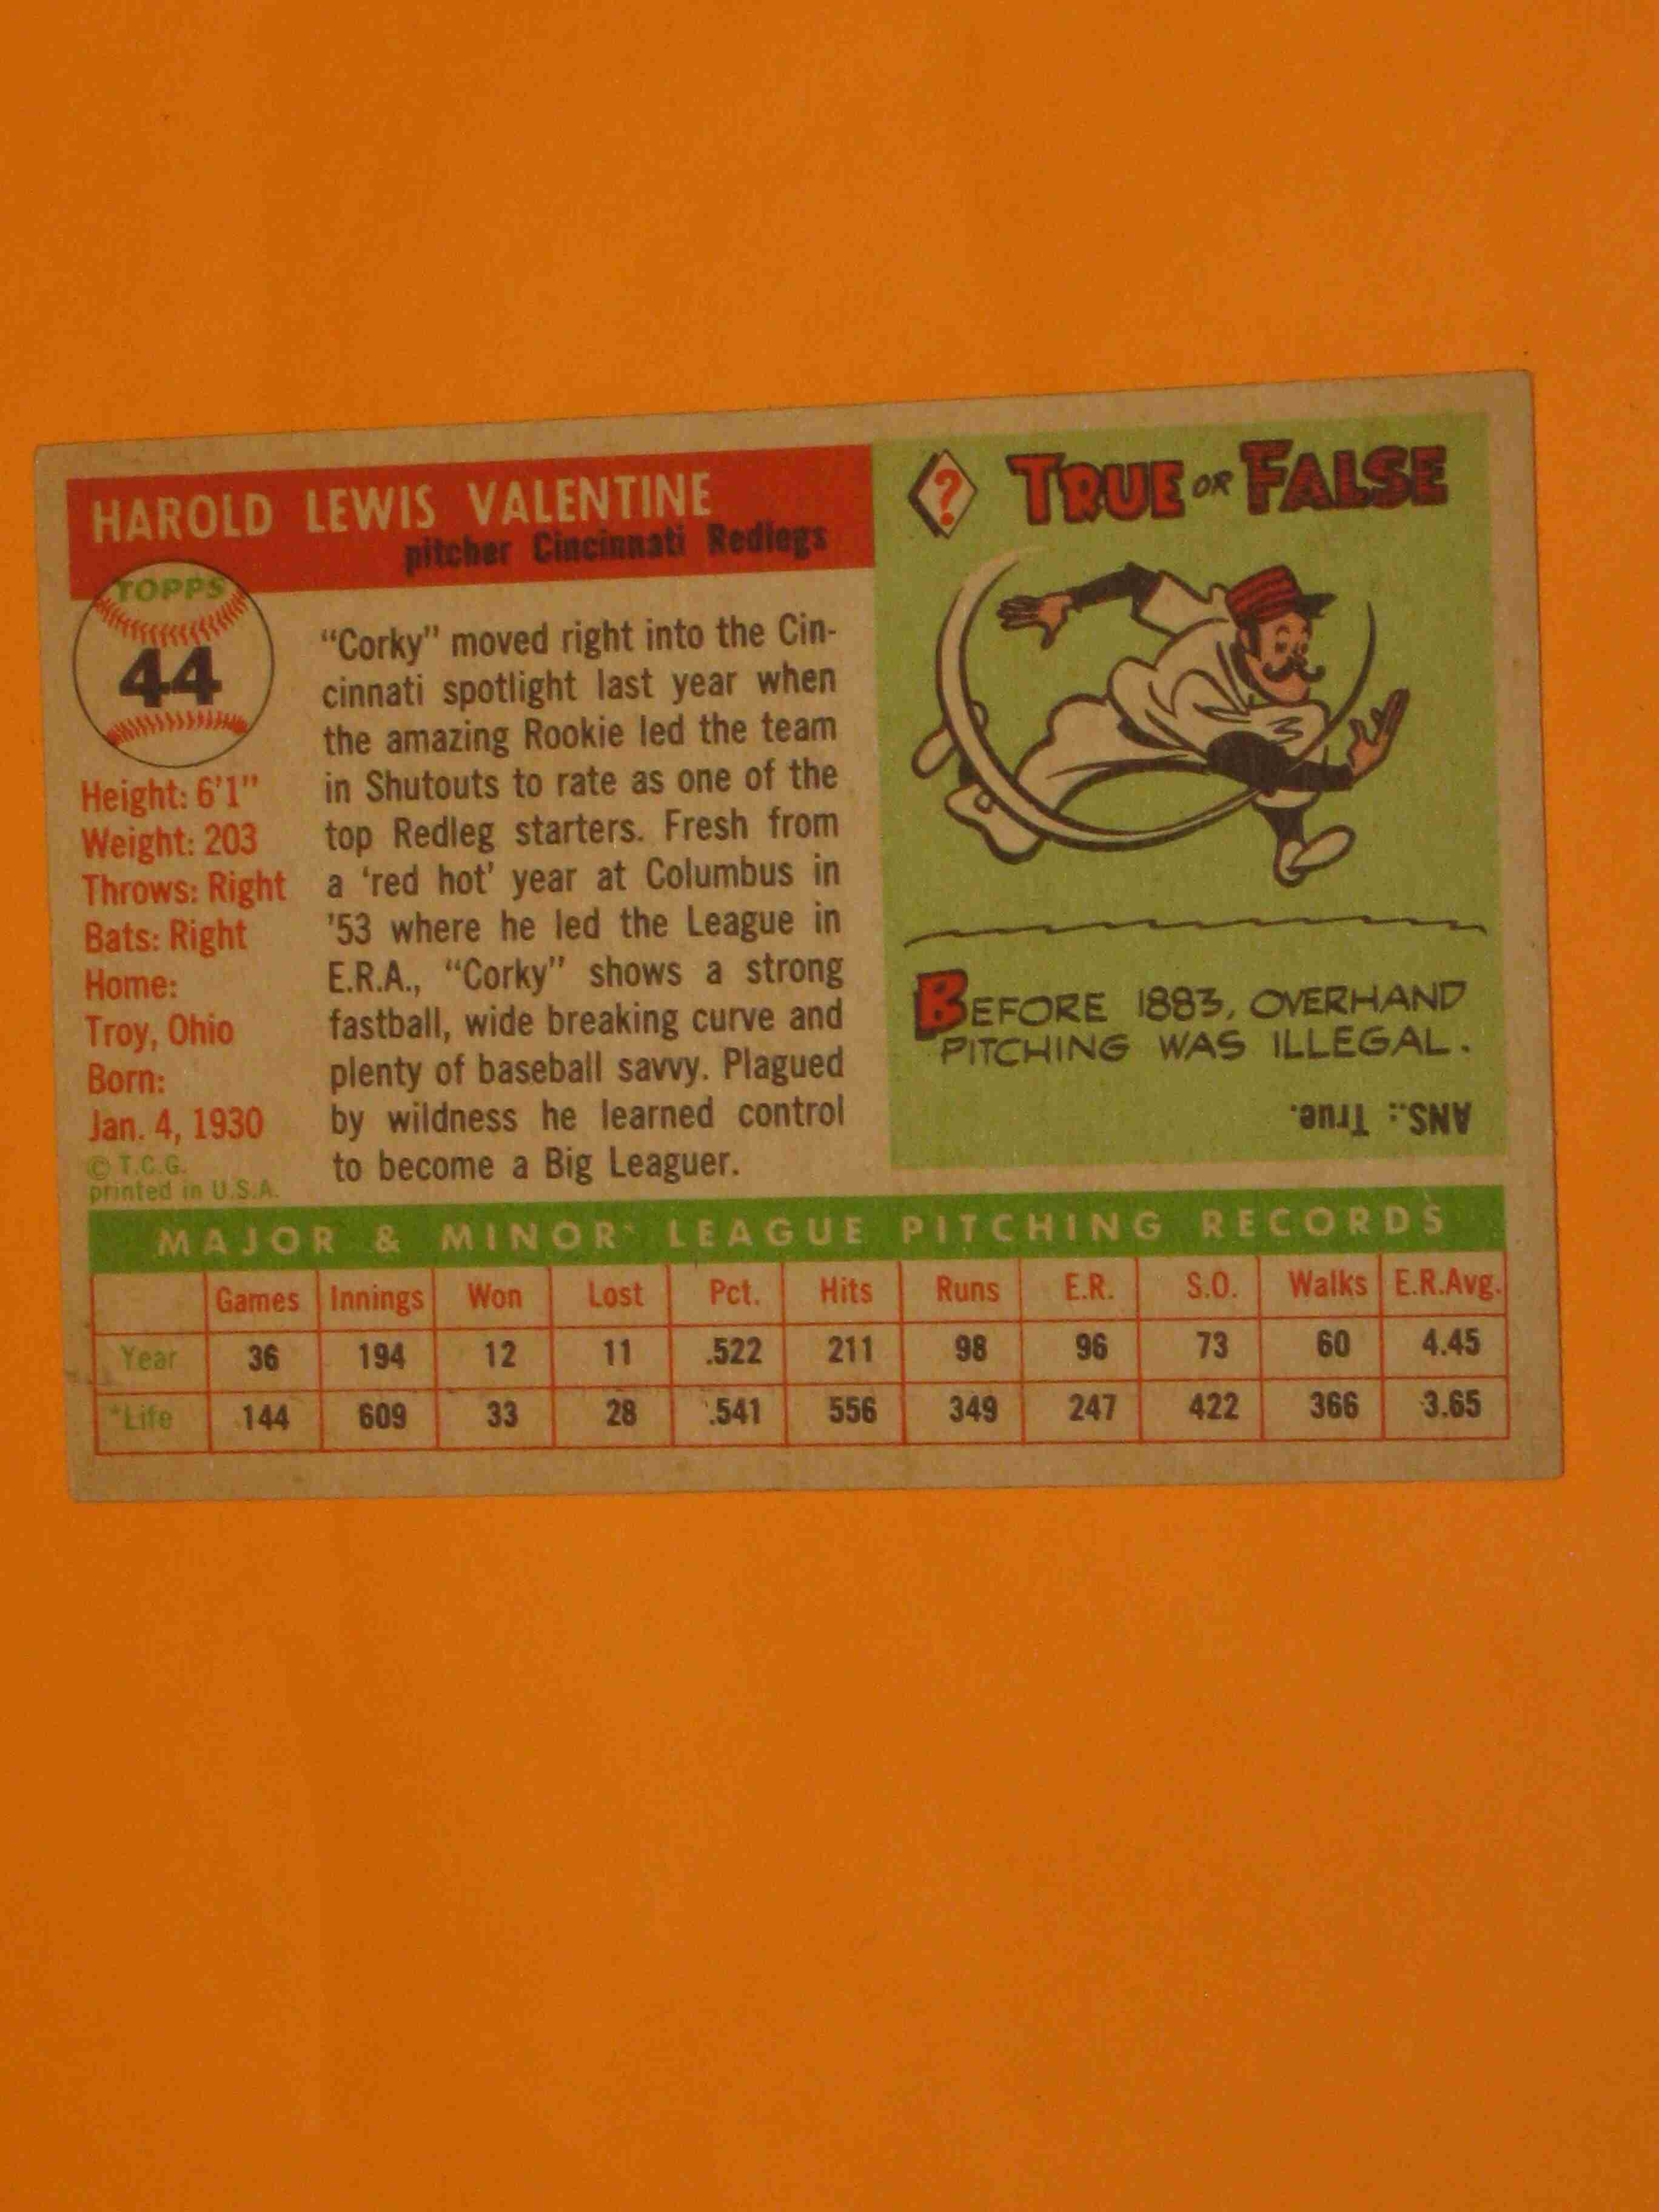 HAROLD LEWIS VALENTINE
pitcher Cincinnati Redlegs
TOPPS
44
Height: 6'1"
Weight: 203
Throws: Right
Bats: Right
Home:
Troy, Ohio
Born:
Jan. 4, 1930
© T.C.G.
printed in U.S.A.
"Corky" moved right into the Cin-
cinnati spotlight last year when
the amazing Rookie led the team
in Shutouts to rate as one of the
top Redleg starters. Fresh from
a 'red hot' year at Columbus in
'53 where he led the League in
E.R.A., "Corky" shows a strong
fastball, wide breaking curve and
plenty of baseball savvy. Plagued
by wildness he learned control
to become a Big Leaguer.
? TRUE OR FALSE
BEFORE 1883, OVERHAND
PITCHING WAS ILLEGAL.
ANS.: True.
MAJOR & MINOR LEAGUE PITCHING RECORDS
Games Innings Won Lost Pct. Hits Runs E.R. S.O. Walks E.R.Avg.
Year 36 194 12 11 .522 211 98 96 73 60 4.45
*Life 144 609 33 28 .541 556 349 247 422 366 3.65